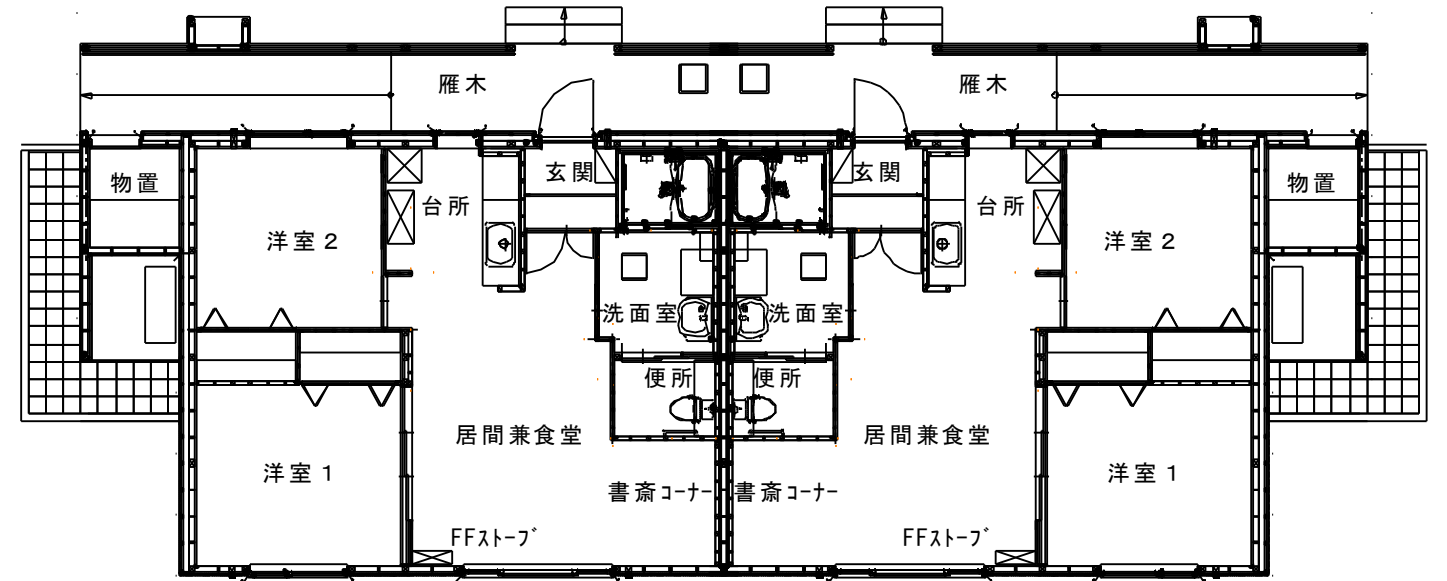 雁木
雁木
物置
玄関
玄関
物置
台所
台所
洋室2
洋室2
洗面室
洗面室
便所
便所
居間兼食堂
居間兼食堂
洋室1
洋室1
書斎コーナー
書斎コーナー
FFストーブ
FFストーブ